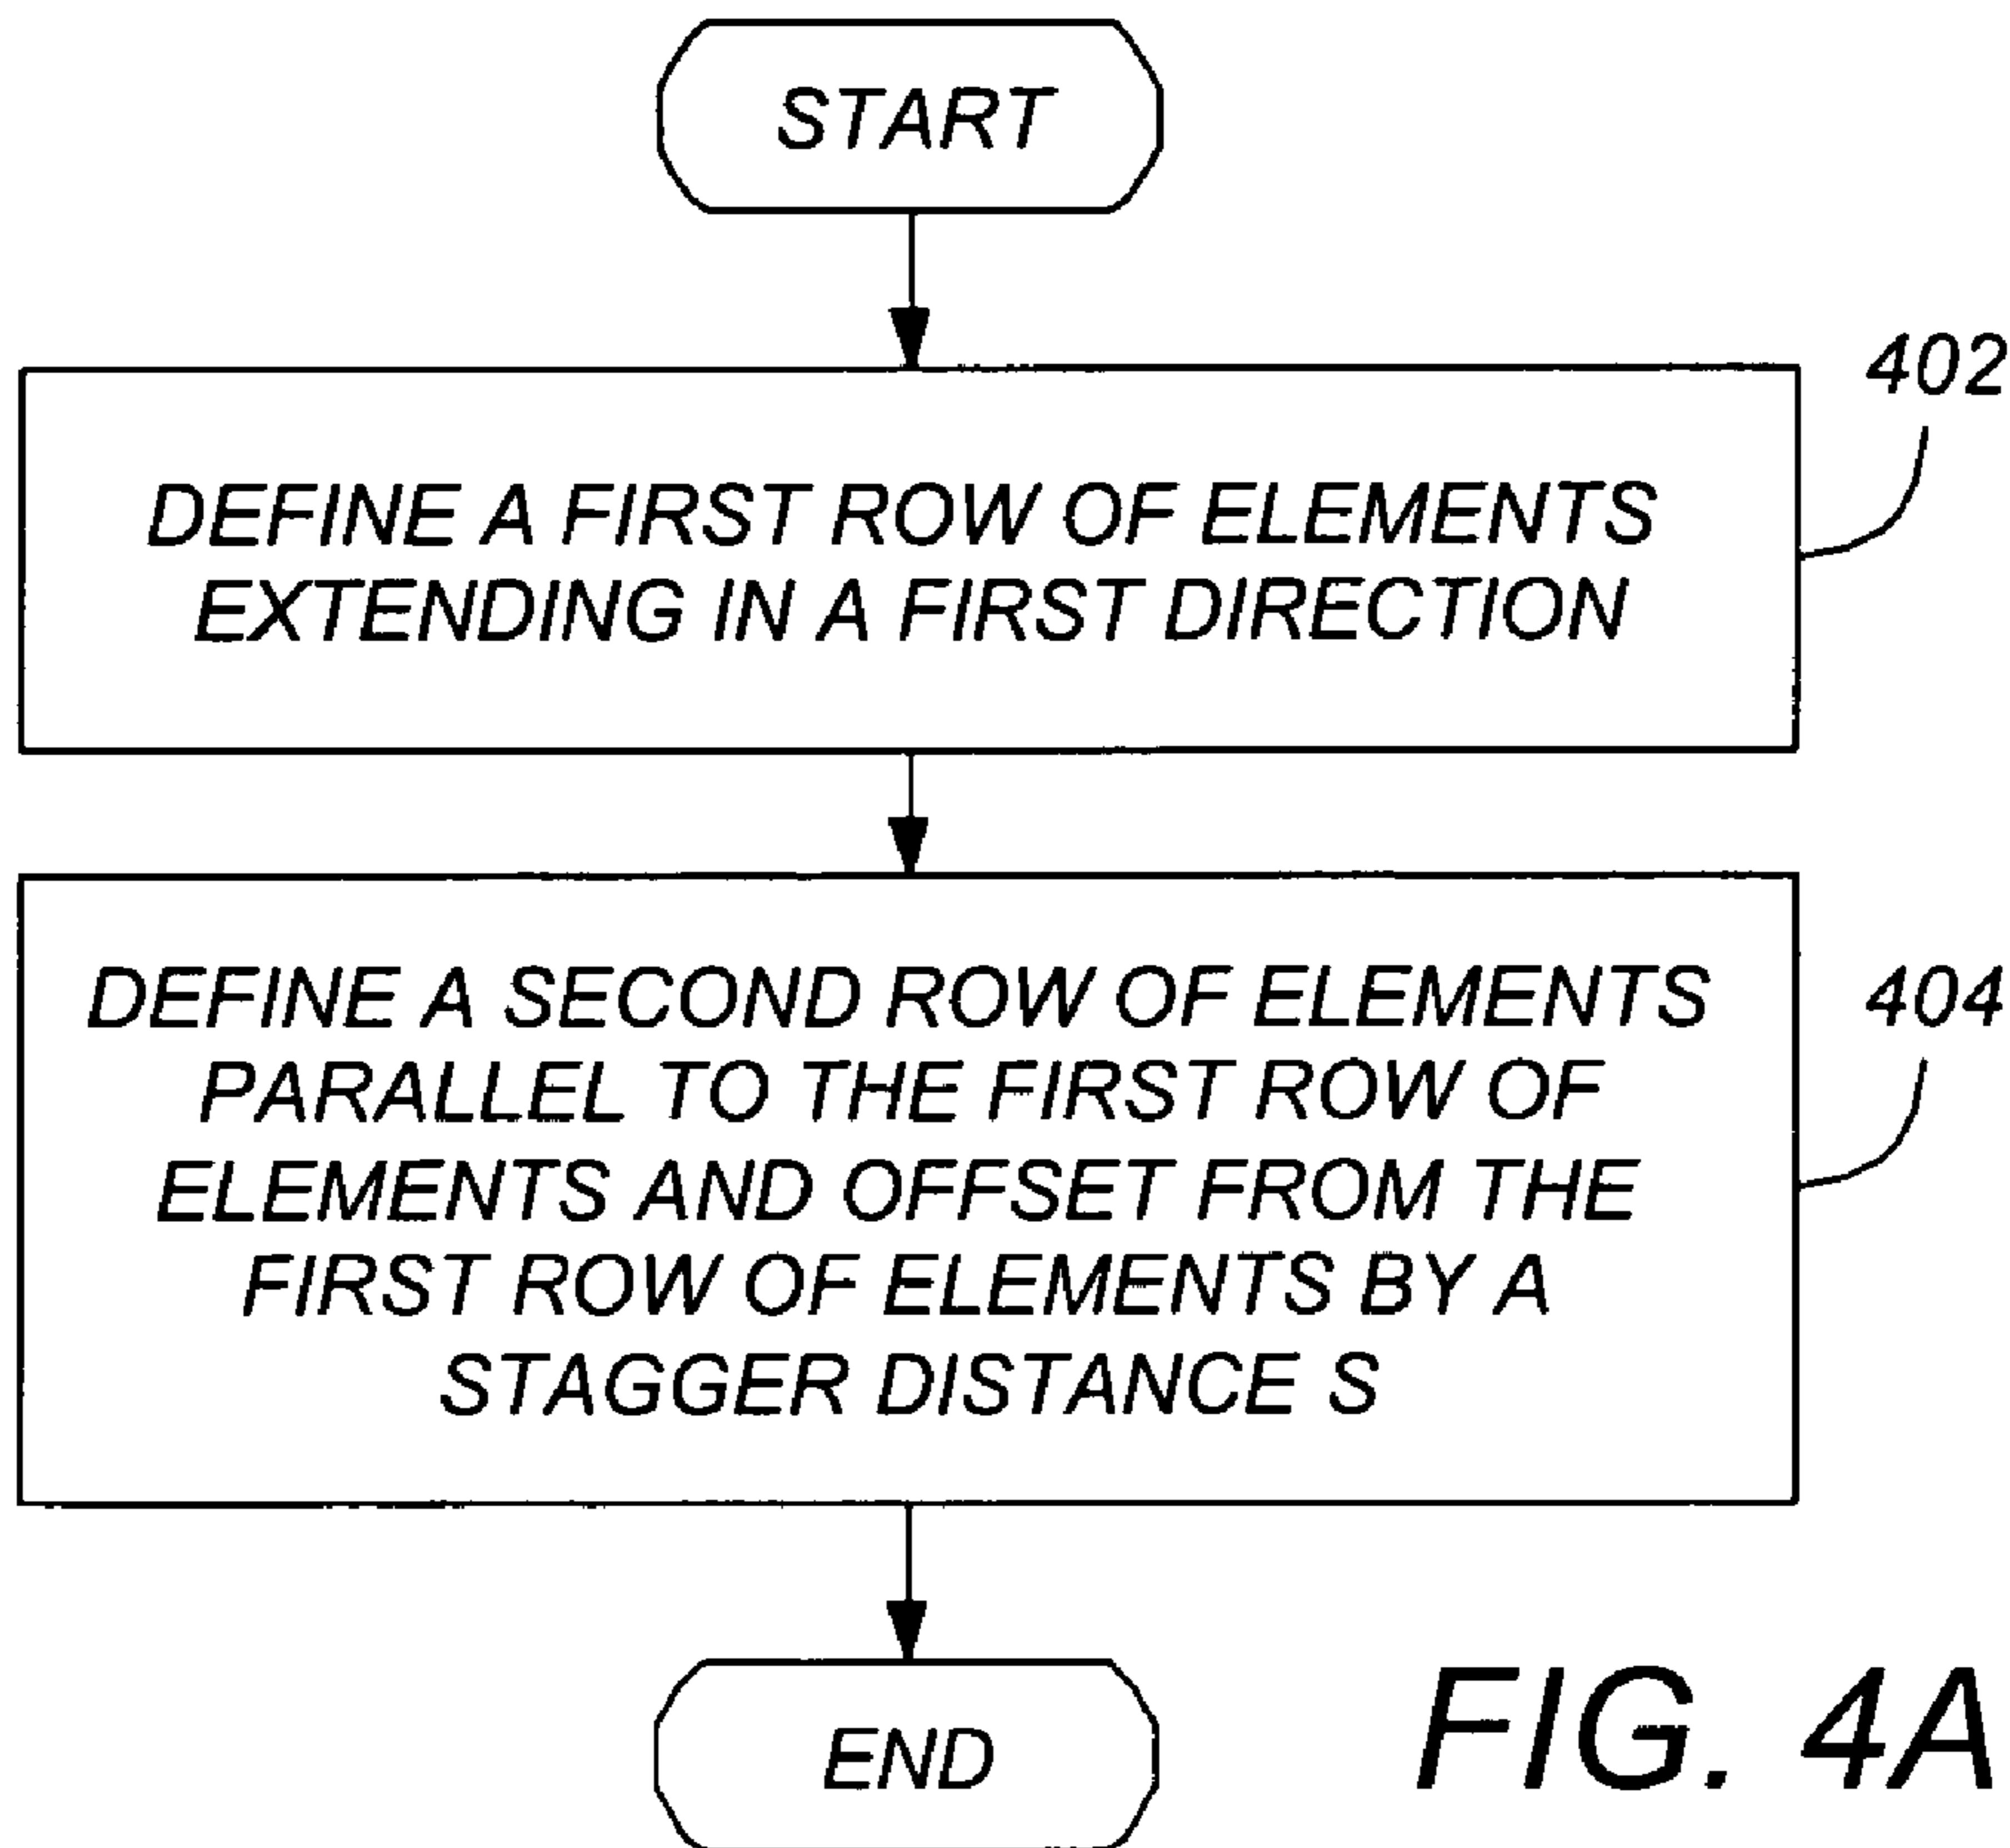 START
402
DEFINE A FIRST ROW OF ELEMENTS
EXTENDING IN A FIRST DIRECTION
DEFINE A SECOND ROW OF ELEMENTS
404
PARALLEL TO THE FIRST ROW OF
ELEMENTS AND OFFSET FROM THE
FIRST ROW OF ELEMENTS BY A
STAGGER DISTANCE S
END
FIG. 4A